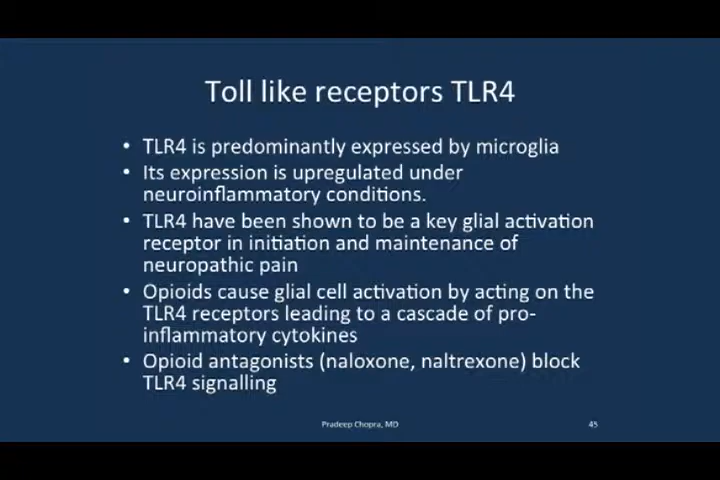 Toll like receptors TLR4
• TLR4 is predominantly expressed by microglia
• Its expression is upregulated under
neuroinflammatory conditions.
• TLR4 have been shown to be a key glial activation
receptor in initiation and maintenance of
neuropathic pain
• Opioids cause glial cell activation by acting on the
TLR4 receptors leading to a cascade of pro-
inflammatory cytokines
• Opioid antagonists (naloxone, naltrexone) block
TLR4 signalling
Pradeep Chopra, MD
45